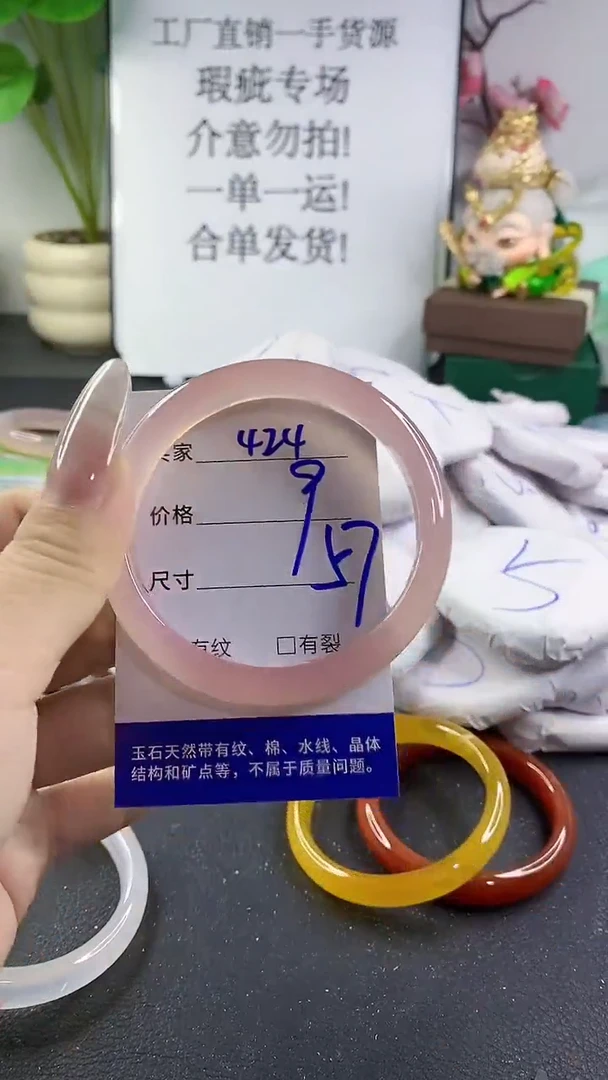 工厂直销一手货源
瑕疵专场
介意勿拍!
一单一运!
合单发货!
家 424
价格 9
尺寸 57
有纹 □有裂
玉石天然带有纹、棉、水线、晶体
结构和矿点等，不属于质量问题。
5